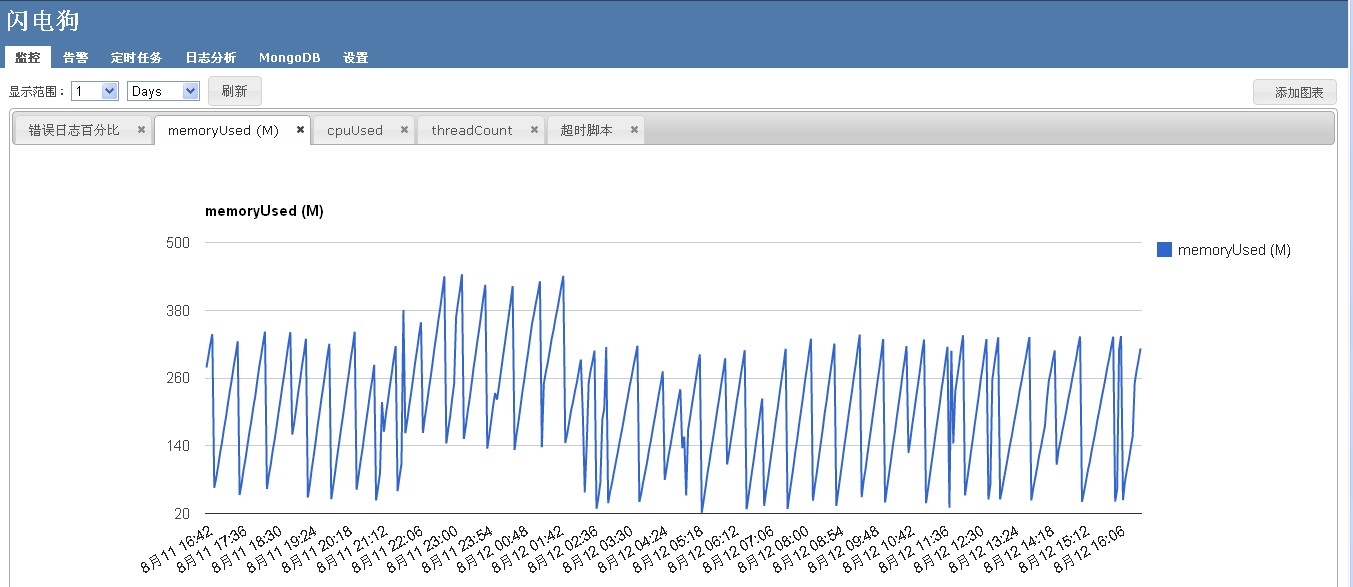 闪电狗
监控 告警 定时任务 日志分析 MongoDB 设置
显示范围： 1 Days 刷新 添加图表
错误日志百分比 memoryUsed (M) cpuUsed threadCount 超时脚本
memoryUsed (M)
500
memoryUsed (M)
380
260
140
20
8月11 16:42 8月11 17:36 8月11 18:30 8月11 19:24 8月11 20:18 8月11 21:12 8月11 22:06 8月11 23:00 8月11 23:54 8月12 00:48 8月12 01:42 8月12 02:36 8月12 03:30 8月12 04:24 8月12 05:18 8月12 06:12 8月12 07:06 8月12 08:00 8月12 08:54 8月12 09:48 8月12 10:42 8月12 11:36 8月12 12:30 8月12 13:24 8月12 14:18 8月12 15:12 8月12 16:06